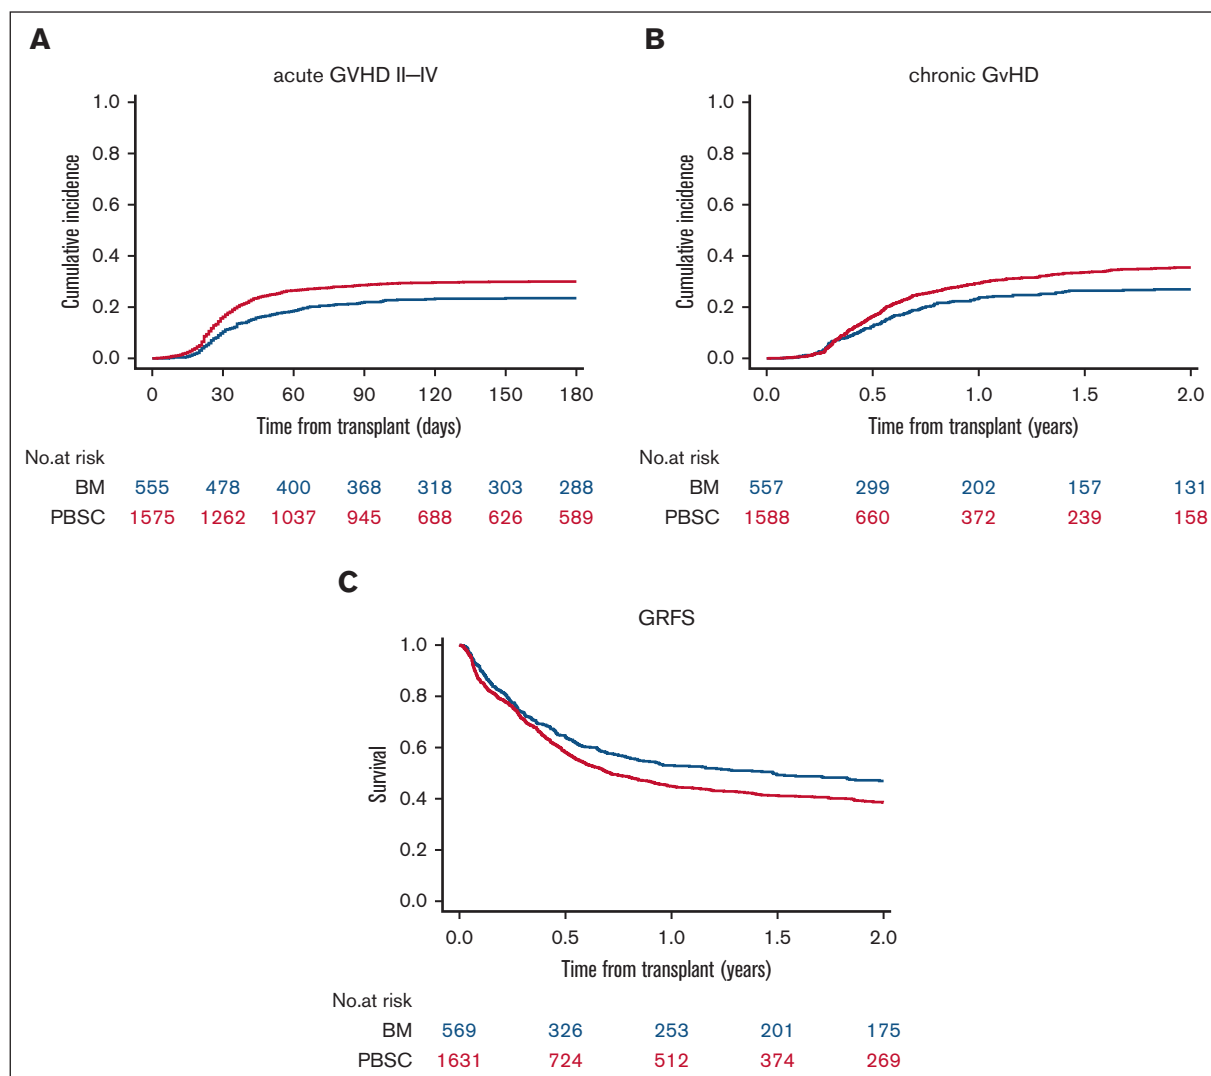 A
acute GVHD II–IV
Cumulative incidence
1.0
0.8
0.6
0.4
0.2
0.0
0 30 60 90 120 150 180
Time from transplant (days)
No.at risk
BM 555 478 400 368 318 303 288
PBSC 1575 1262 1037 945 688 626 589
B
chronic GvHD
Cumulative incidence
1.0
0.8
0.6
0.4
0.2
0.0
0.0 0.5 1.0 1.5 2.0
Time from transplant (years)
No.at risk
BM 557 299 202 157 131
PBSC 1588 660 372 239 158
C
GRFS
Survival
1.0
0.8
0.6
0.4
0.2
0.0
0.0 0.5 1.0 1.5 2.0
Time from transplant (years)
No.at risk
BM 569 326 253 201 175
PBSC 1631 724 512 374 269